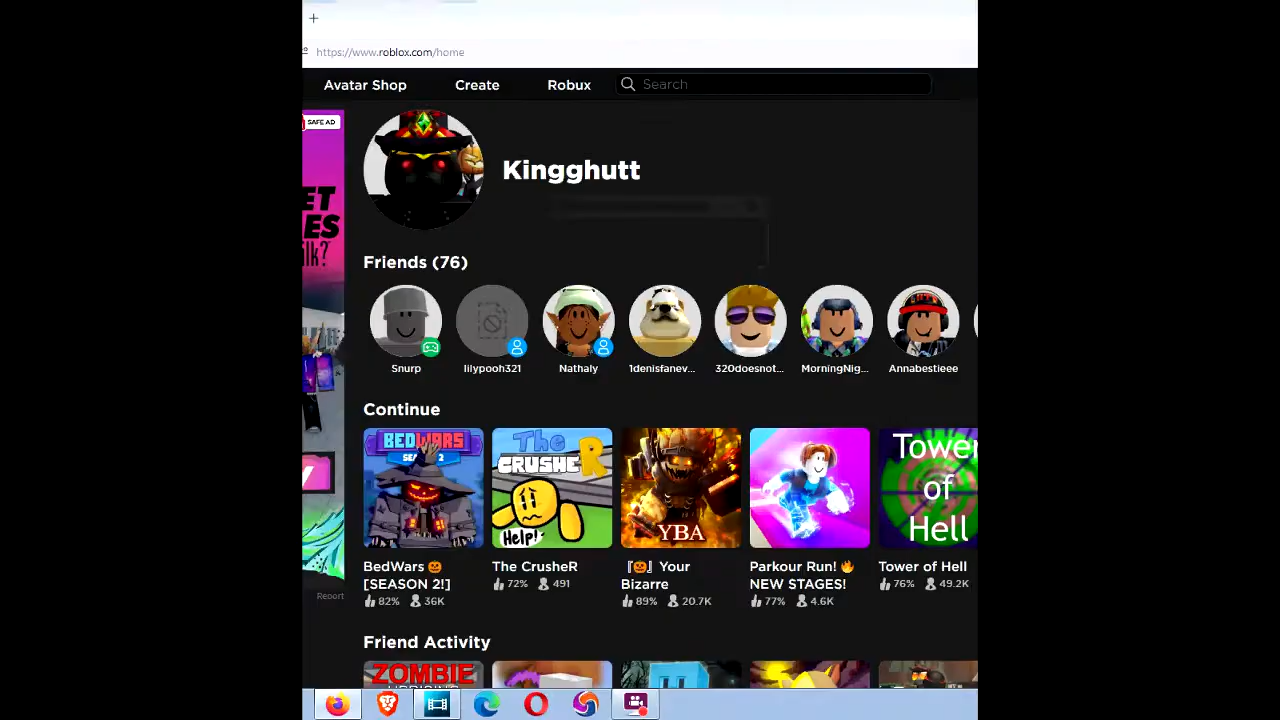 +
https://www.roblox.com/home
Avatar Shop Create Robux Search
SAFE AD
Kingghutt
Friends (76)
Snurp lilypooh321 Nathaly 1denisfanev... 320doesnot... MorningNig... Annabestieee
Continue
BEDWARS
The
CRUSHER
Help!
YBA
Tower
of
Hell
BedWars 🎃
[SEASON 2!]
82% 36K
The CrusheR
72% 491
『🎃』Your
Bizarre
89% 20.7K
Parkour Run! 🔥
NEW STAGES!
77% 4.6K
Tower of Hell
76% 49.2K
Report
Friend Activity
ZOMBIE